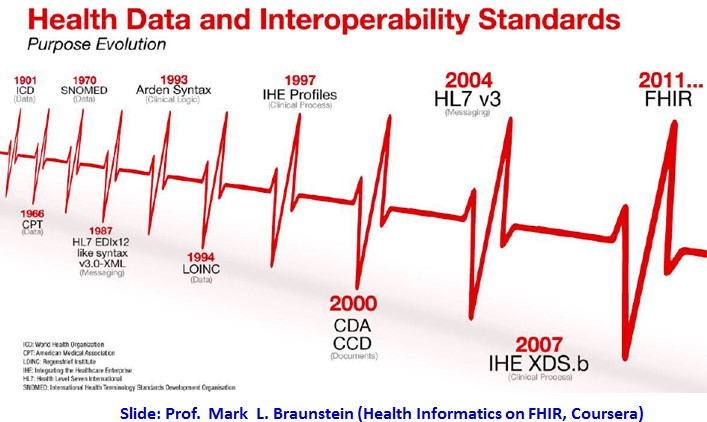 Health Data and Interoperability Standards
Purpose Evolution
1901
ICD
(Data)
1966
CPT
(Data)
1970
SNOMED
(Data)
1987
HL7 EDIx12
like syntax
v3.0-XML
(Messaging)
1993
Arden Syntax
(Clinical Logic)
1994
LOINC
(Data)
1997
IHE Profiles
(Clinical Process)
2000
CDA
CCD
(Documents)
2004
HL7 v3
(Messaging)
2007
IHE XDS.b
(Clinical Process)
2011...
FHIR
ICD: World Health Organization
CPT: American Medical Association
LOINC: Regenstrief Institute
IHE: Integrating the Healthcare Enterprise
HL7: Health Level Seven International
SNOMED: International Health Terminology Standards Development Organisation
Slide: Prof. Mark L. Braunstein (Health Informatics on FHIR, Coursera)